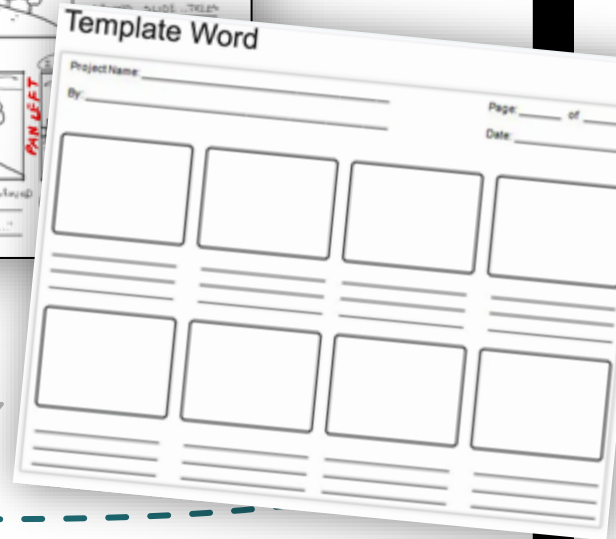 Template Word
Project Name:
By:
Page: of
Date:
PAN LEFT